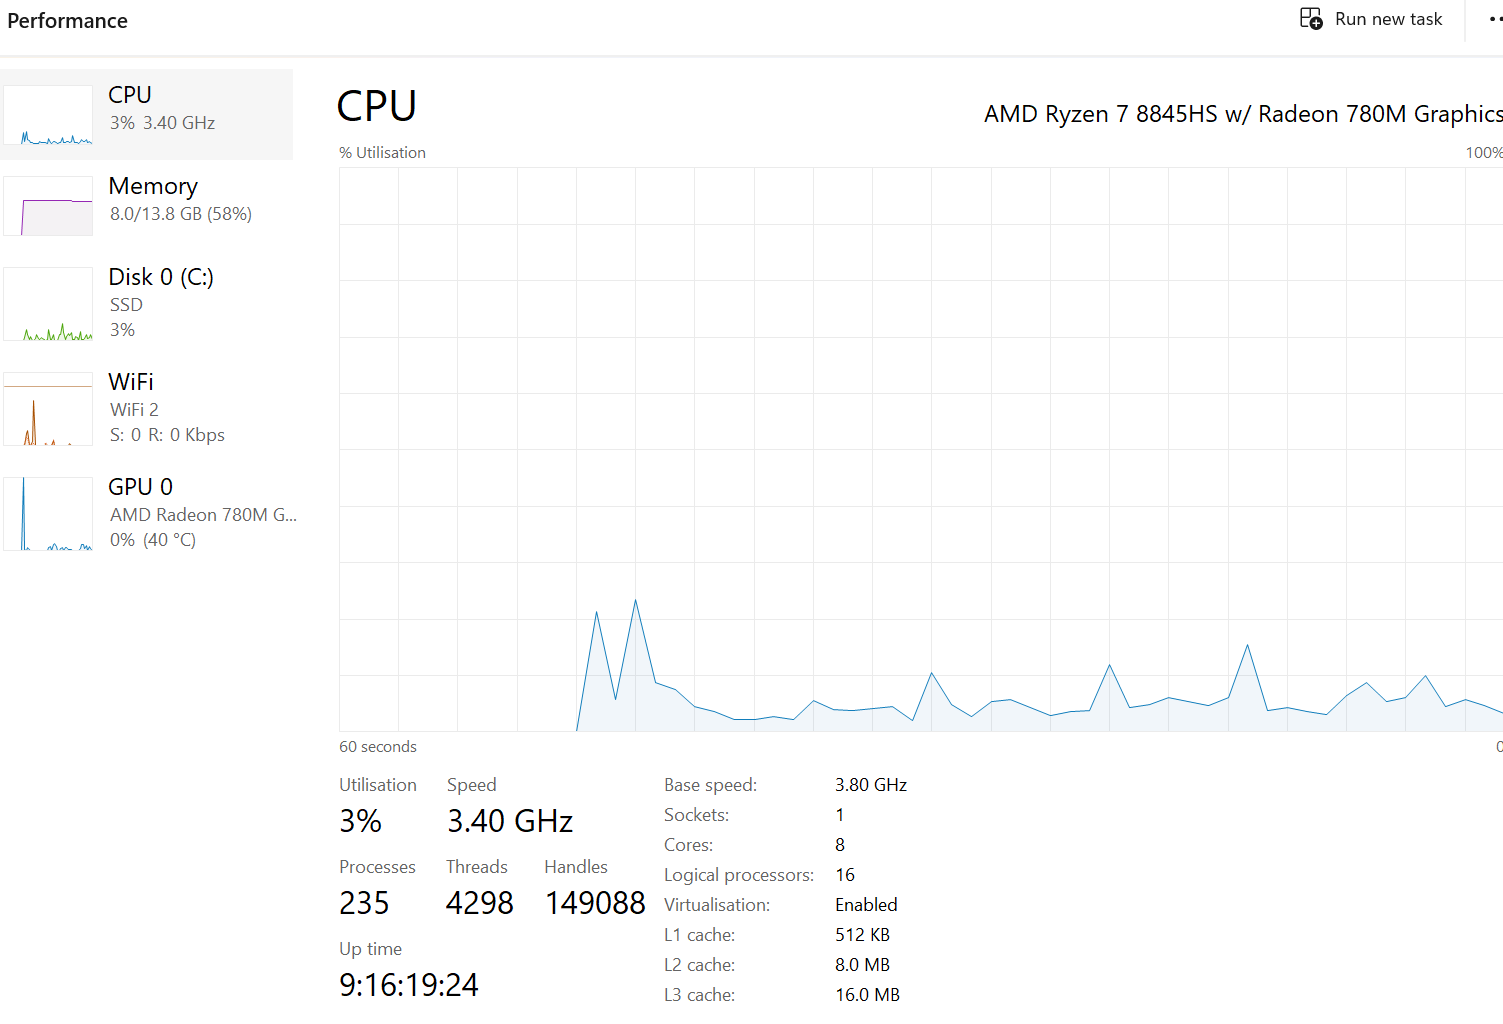 Performance
Run new task
CPU
3% 3.40 GHz
Memory
8.0/13.8 GB (58%)
Disk 0 (C:)
SSD
3%
WiFi
WiFi 2
S: 0 R: 0 Kbps
GPU 0
AMD Radeon 780M G...
0% (40 °C)
CPU
AMD Ryzen 7 8845HS w/ Radeon 780M Graphics
% Utilisation
100%
60 seconds
0
Utilisation
3%
Speed
3.40 GHz
Processes
235
Threads
4298
Handles
149088
Up time
9:16:19:24
Base speed: 3.80 GHz
Sockets: 1
Cores: 8
Logical processors: 16
Virtualisation: Enabled
L1 cache: 512 KB
L2 cache: 8.0 MB
L3 cache: 16.0 MB